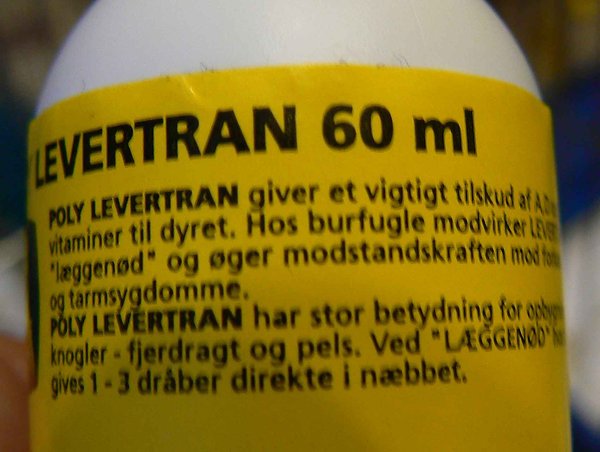 LEVERTRAN 60 ml
POLY LEVERTRAN giver et vigtigt tilskud af A, D
vitaminer til dyret. Hos burfugle modvirker LEVER
"læggenød" og øger modstandskraften mod
og tarmsygdomme.
POLY LEVERTRAN har stor betydning for
knogler - fjerdragt og pels. Ved "LÆGGENØD"
gives 1 - 3 dråber direkte i næbbet.